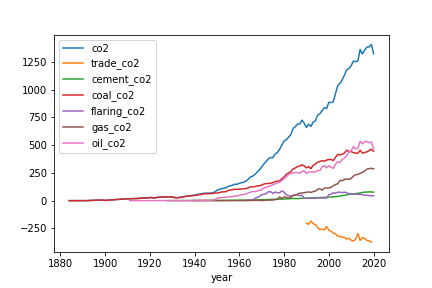 co2
trade_co2
cement_co2
coal_co2
flaring_co2
gas_co2
oil_co2
1250
1000
750
500
250
0
−250
1880 1900 1920 1940 1960 1980 2000 2020
year